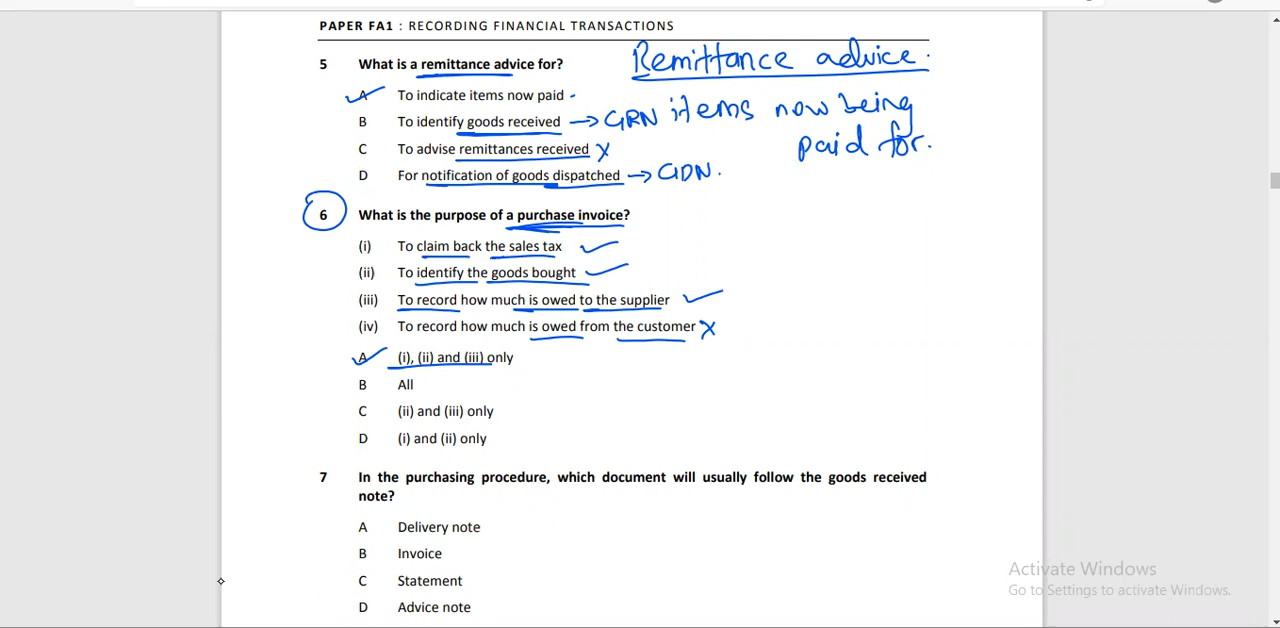 PAPER FA1 : RECORDING FINANCIAL TRANSACTIONS
Remittance advice.
5 What is a remittance advice for?
A To indicate items now paid
items now being
paid for.
B To identify goods received → GRN
C To advise remittances received X
D For notification of goods dispatched → GDN.
6 What is the purpose of a purchase invoice?
(i) To claim back the sales tax ✓
(ii) To identify the goods bought ✓
(iii) To record how much is owed to the supplier ✓
(iv) To record how much is owed from the customer X
A (i), (ii) and (iii) only
B All
C (ii) and (iii) only
D (i) and (ii) only
7 In the purchasing procedure, which document will usually follow the goods received
note?
A Delivery note
B Invoice
C Statement
D Advice note
Activate Windows
Go to Settings to activate Windows.